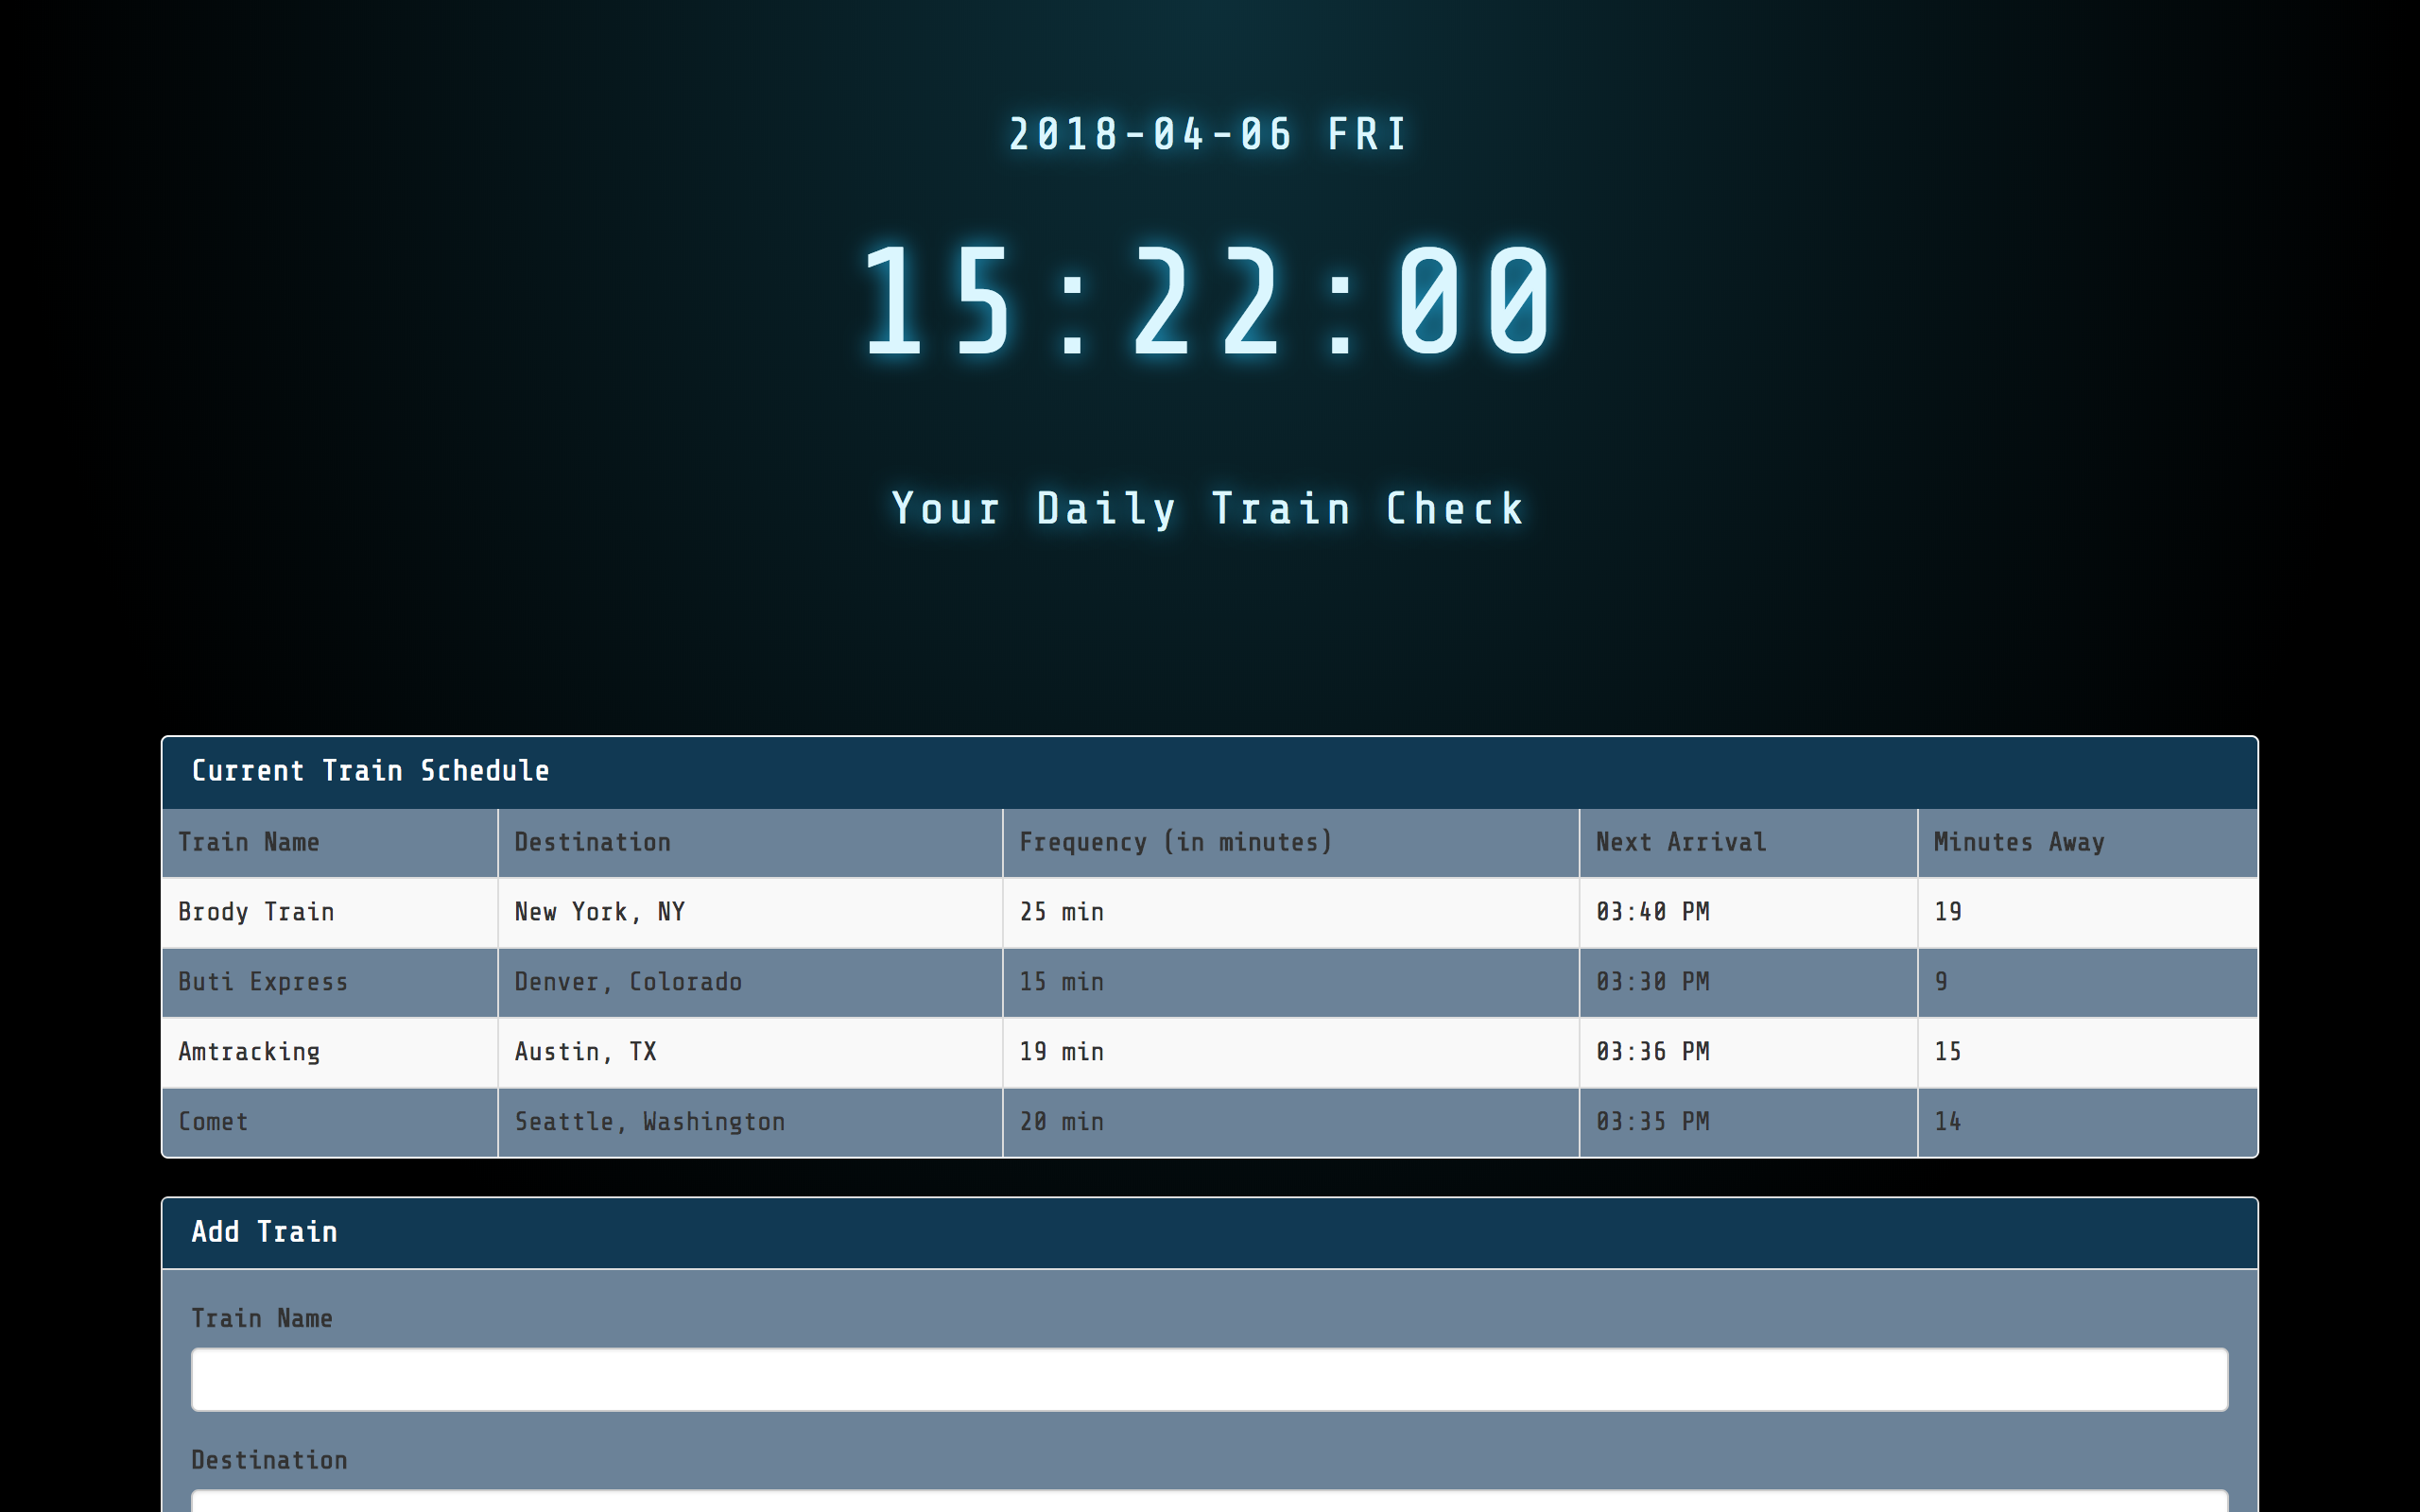 2018-04-06 FRI
15:22:00
Your Daily Train Check
Current Train Schedule
Train Name Destination Frequency (in minutes) Next Arrival Minutes Away
Brody Train New York, NY 25 min 03:40 PM 19
Buti Express Denver, Colorado 15 min 03:30 PM 9
Amtracking Austin, TX 19 min 03:36 PM 15
Comet Seattle, Washington 20 min 03:35 PM 14
Add Train
Train Name
Destination